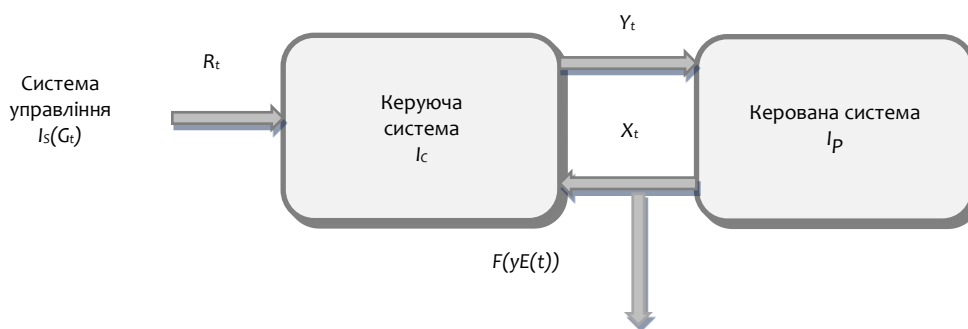 Система
управління
IS(Gt)
Rt
Керуюча
система
IC
Yt
Xt
Керована система
IP
F(yE(t))